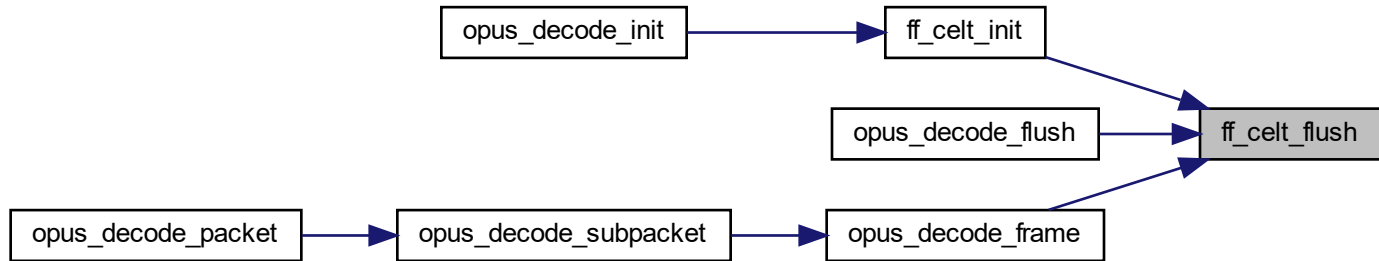 opus_decode_init
ff_celt_init
opus_decode_flush
ff_celt_flush
opus_decode_packet
opus_decode_subpacket
opus_decode_frame